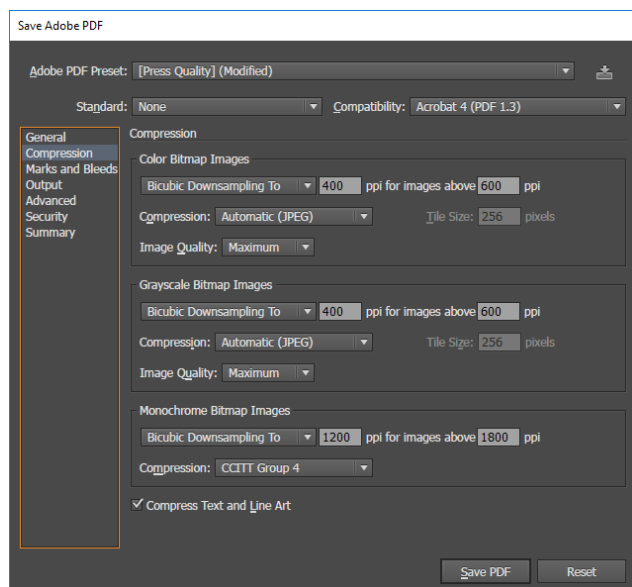 Save Adobe PDF
Adobe PDF Preset: [Press Quality] (Modified)
Standard: None Compatibility: Acrobat 4 (PDF 1.3)
General
Compression
Marks and Bleeds
Output
Advanced
Security
Summary
Compression
Color Bitmap Images
Bicubic Downsampling To 400 ppi for images above 600 ppi
Compression: Automatic (JPEG) Tile Size: 256 pixels
Image Quality: Maximum
Grayscale Bitmap Images
Bicubic Downsampling To 400 ppi for images above 600 ppi
Compression: Automatic (JPEG) Tile Size: 256 pixels
Image Quality: Maximum
Monochrome Bitmap Images
Bicubic Downsampling To 1200 ppi for images above 1800 ppi
Compression: CCITT Group 4
Compress Text and Line Art
Save PDF Reset